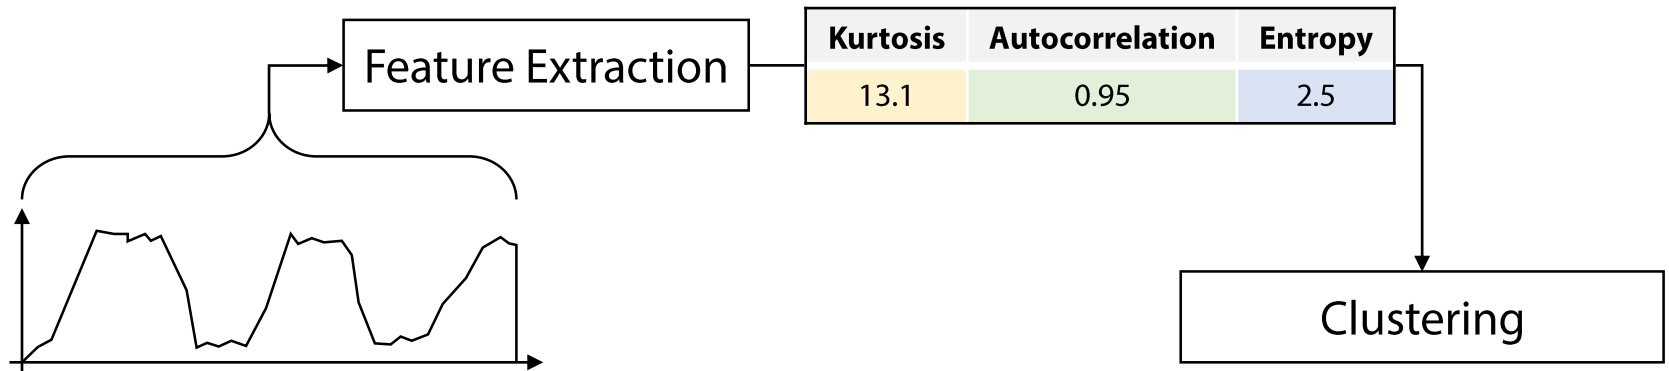 Feature Extraction
Kurtosis Autocorrelation Entropy
13.1 0.95 2.5
Clustering